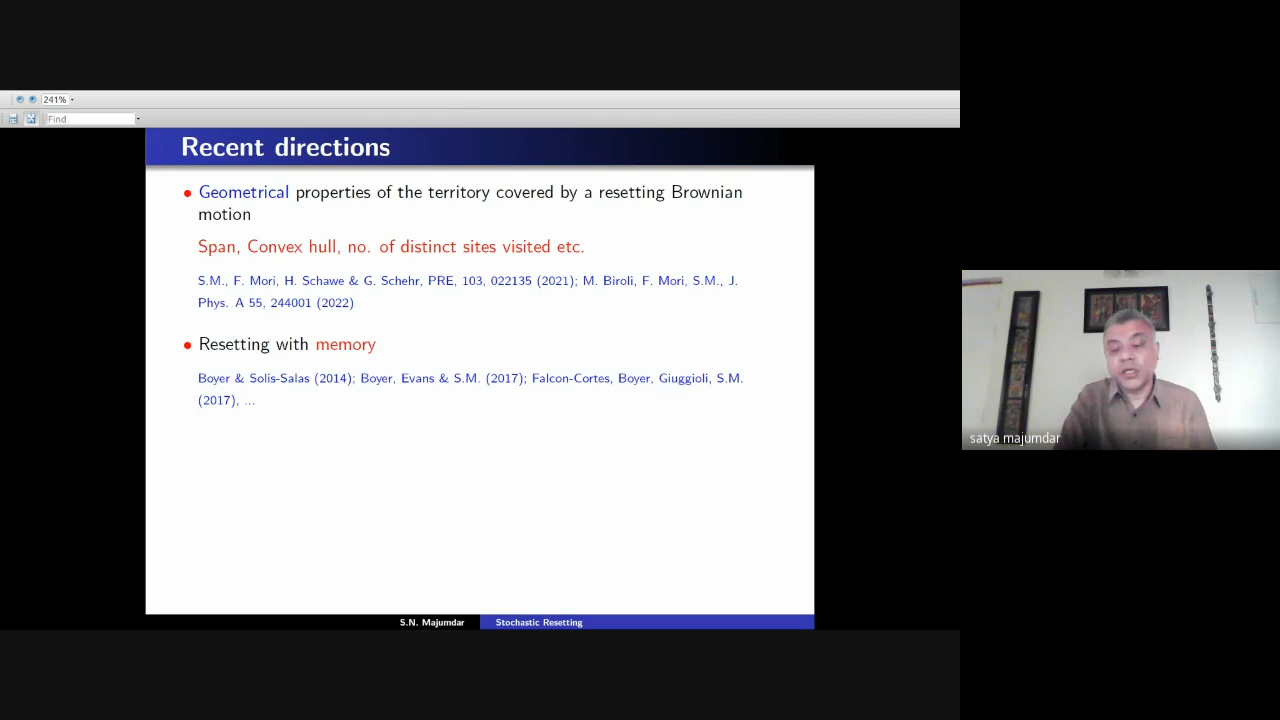 241%
Find
Recent directions
• Geometrical properties of the territory covered by a resetting Brownian
motion
Span, Convex hull, no. of distinct sites visited etc.
S.M., F. Mori, H. Schawe & G. Schehr, PRE, 103, 022135 (2021); M. Biroli, F. Mori, S.M., J.
Phys. A 55, 244001 (2022)
• Resetting with memory
Boyer & Solis-Salas (2014); Boyer, Evans & S.M. (2017); Falcon-Cortes, Boyer, Giuggioli, S.M.
(2017), ...
satya majumdar
S.N. Majumdar Stochastic Resetting